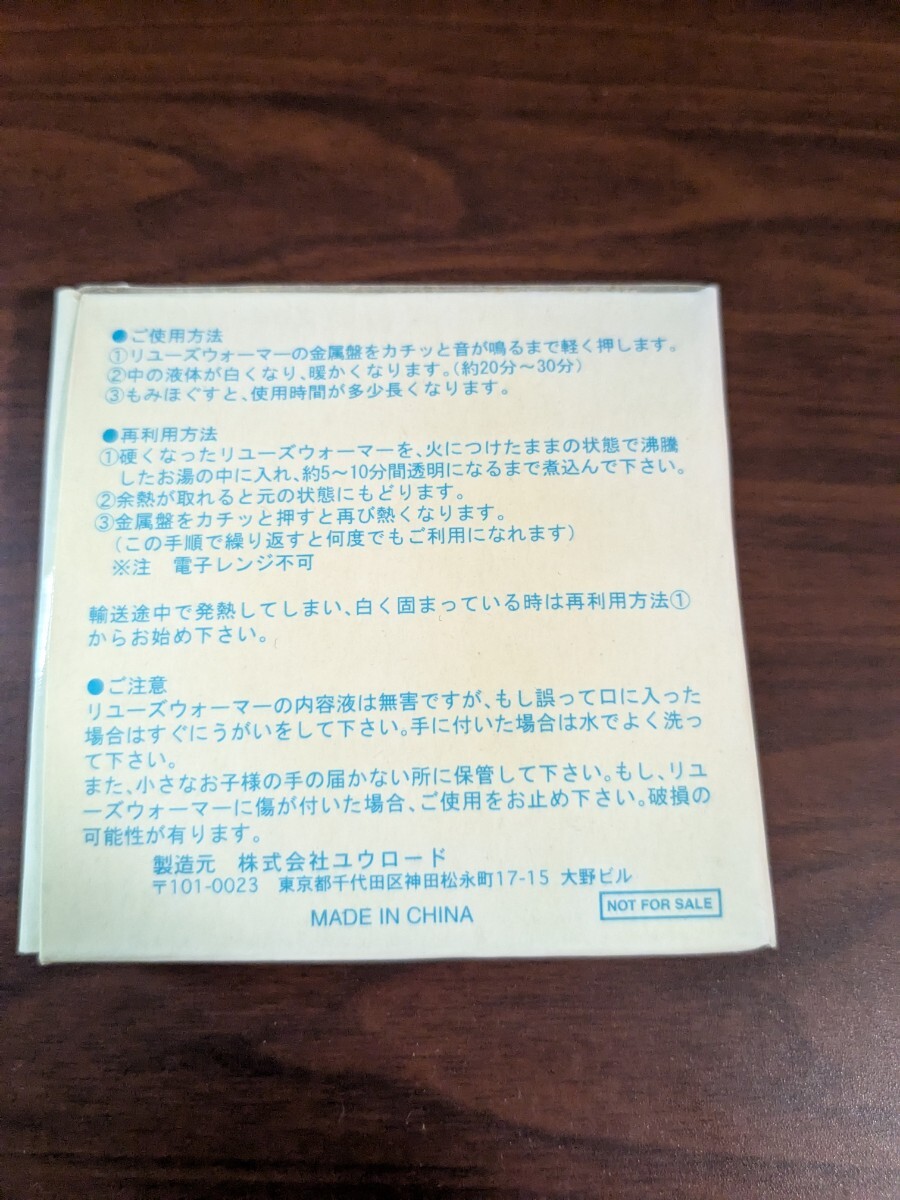 ●ご使用方法
①リユーズウォーマーの金属盤をカチッと音が鳴るまで軽く押します。
②中の液体が白くなり、暖かくなります。(約20分～30分)
③もみほぐすと、使用時間が多少長くなります。
●再利用方法
①硬くなったリユーズウォーマーを、火につけたままの状態で沸騰
したお湯の中に入れ、約5～10分間透明になるまで煮込んで下さい。
②余熱が取れると元の状態にもどります。
③金属盤をカチッと押すと再び熱くなります。
(この手順で繰り返すと何度でもご利用になれます)
※注　電子レンジ不可
輸送途中で発熱してしまい、白く固まっている時は再利用方法①
からお始め下さい。
●ご注意
リユーズウォーマーの内容液は無害ですが、もし誤って口に入った
場合はすぐにうがいをして下さい。手に付いた場合は水でよく洗っ
て下さい。
また、小さなお子様の手の届かない所に保管して下さい。もし、リユ
ーズウォーマーに傷が付いた場合、ご使用をお止め下さい。破損の
可能性が有ります。
製造元　株式会社ユウロード
〒101-0023　東京都千代田区神田松永町17-15　大野ビル
MADE IN CHINA
NOT FOR SALE